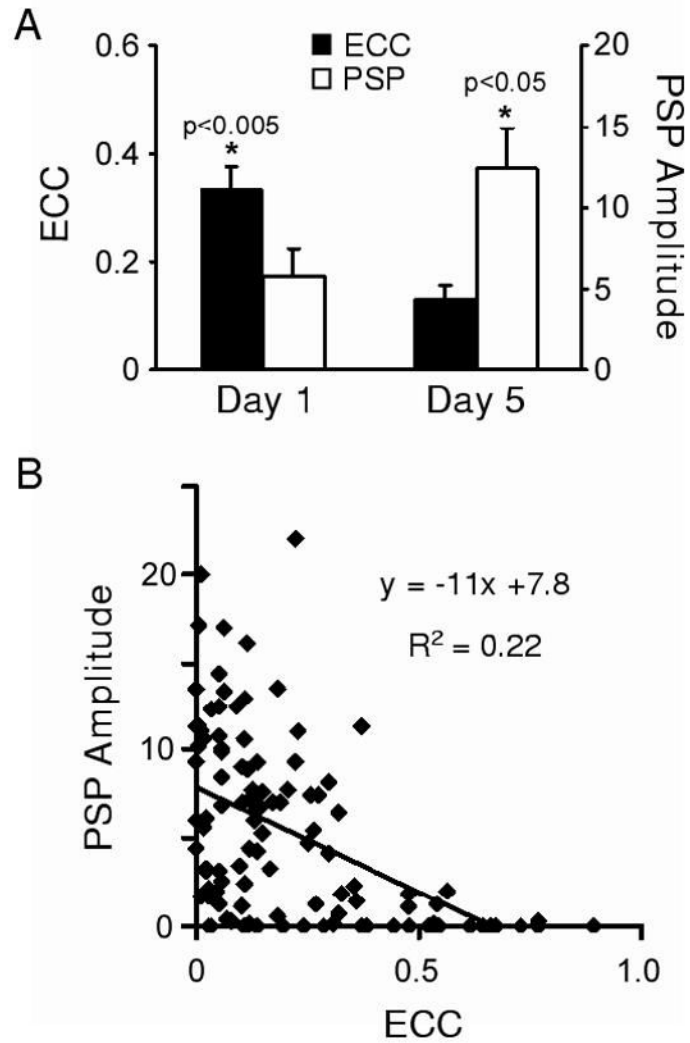 A
0.6
0.4
0.2
0
ECC
ECC
PSP
p<0.005
*
p<0.05
*
20
15
10
5
0
PSP Amplitude
Day 1
Day 5
B
20
10
0
PSP Amplitude
y = -11x +7.8
R² = 0.22
0
0.5
1.0
ECC